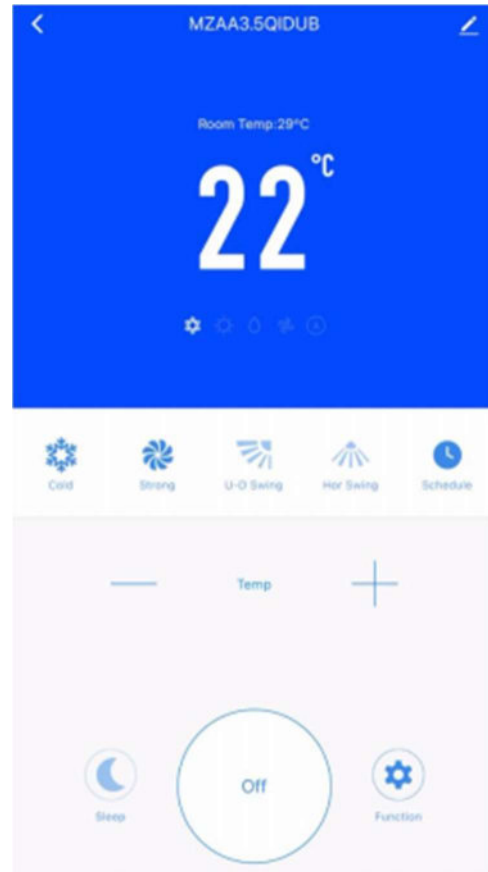 MZAA3.5QIDUB
Room Temp:29°C
22°C
Cold Strong U-D Swing Hor Swing Schedule
Temp
Off
Sleep Function